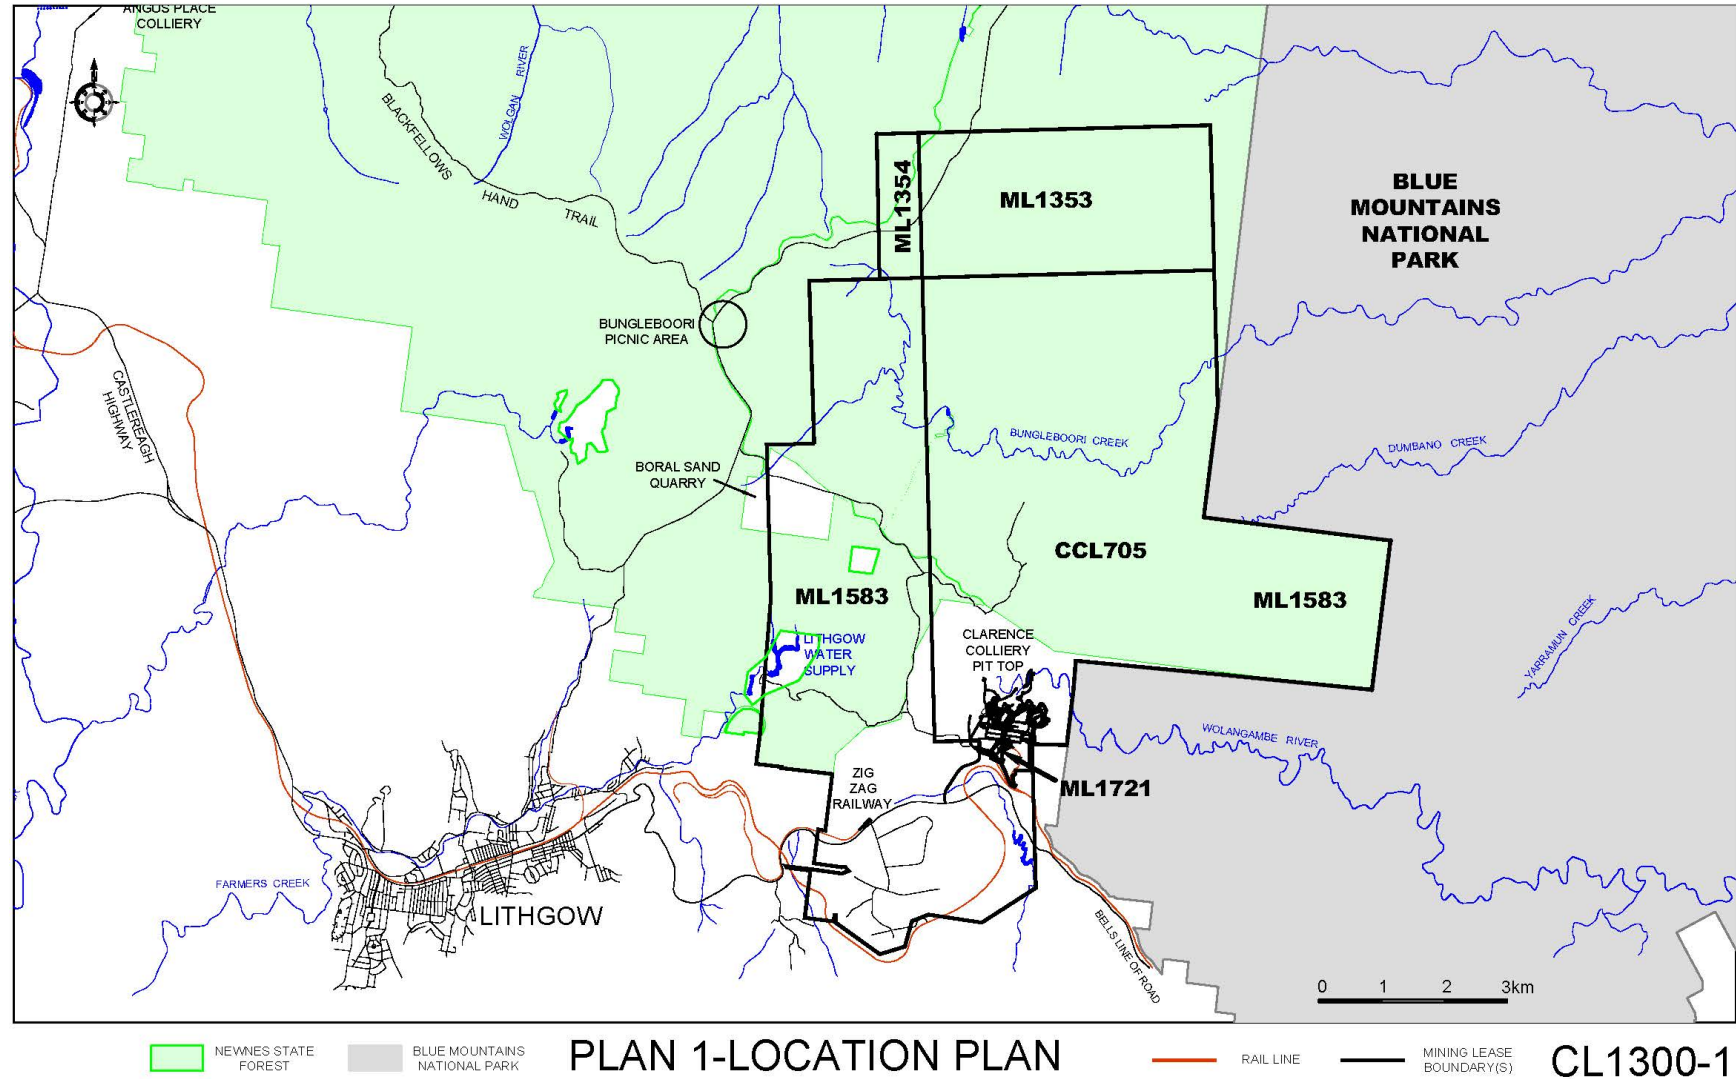 ANGUS PLACE
COLLIERY
BLACKFELLOWS
HAND
TRAIL
WOLGAN RIVER
ML1354
ML1353
BLUE
MOUNTAINS
NATIONAL
PARK
BUNGLEBOORI
PICNIC AREA
CASTLEREAGH
HIGHWAY
BUNGLEBOORI CREEK
DUMBANO CREEK
BORAL SAND
QUARRY
CCL705
ML1583
ML1583
CLARENCE
COLLIERY
PIT TOP
LITHGOW
WATER
SUPPLY
YARRAMUN CREEK
WOLANGAMBE RIVER
ZIG
ZAG
RAILWAY
ML1721
FARMERS CREEK
LITHGOW
BELLS LINE OF ROAD
0 1 2 3km
NEWNES STATE
FOREST
BLUE MOUNTAINS
NATIONAL PARK
PLAN 1-LOCATION PLAN
RAIL LINE
MINING LEASE
BOUNDARY(S)
CL1300-1